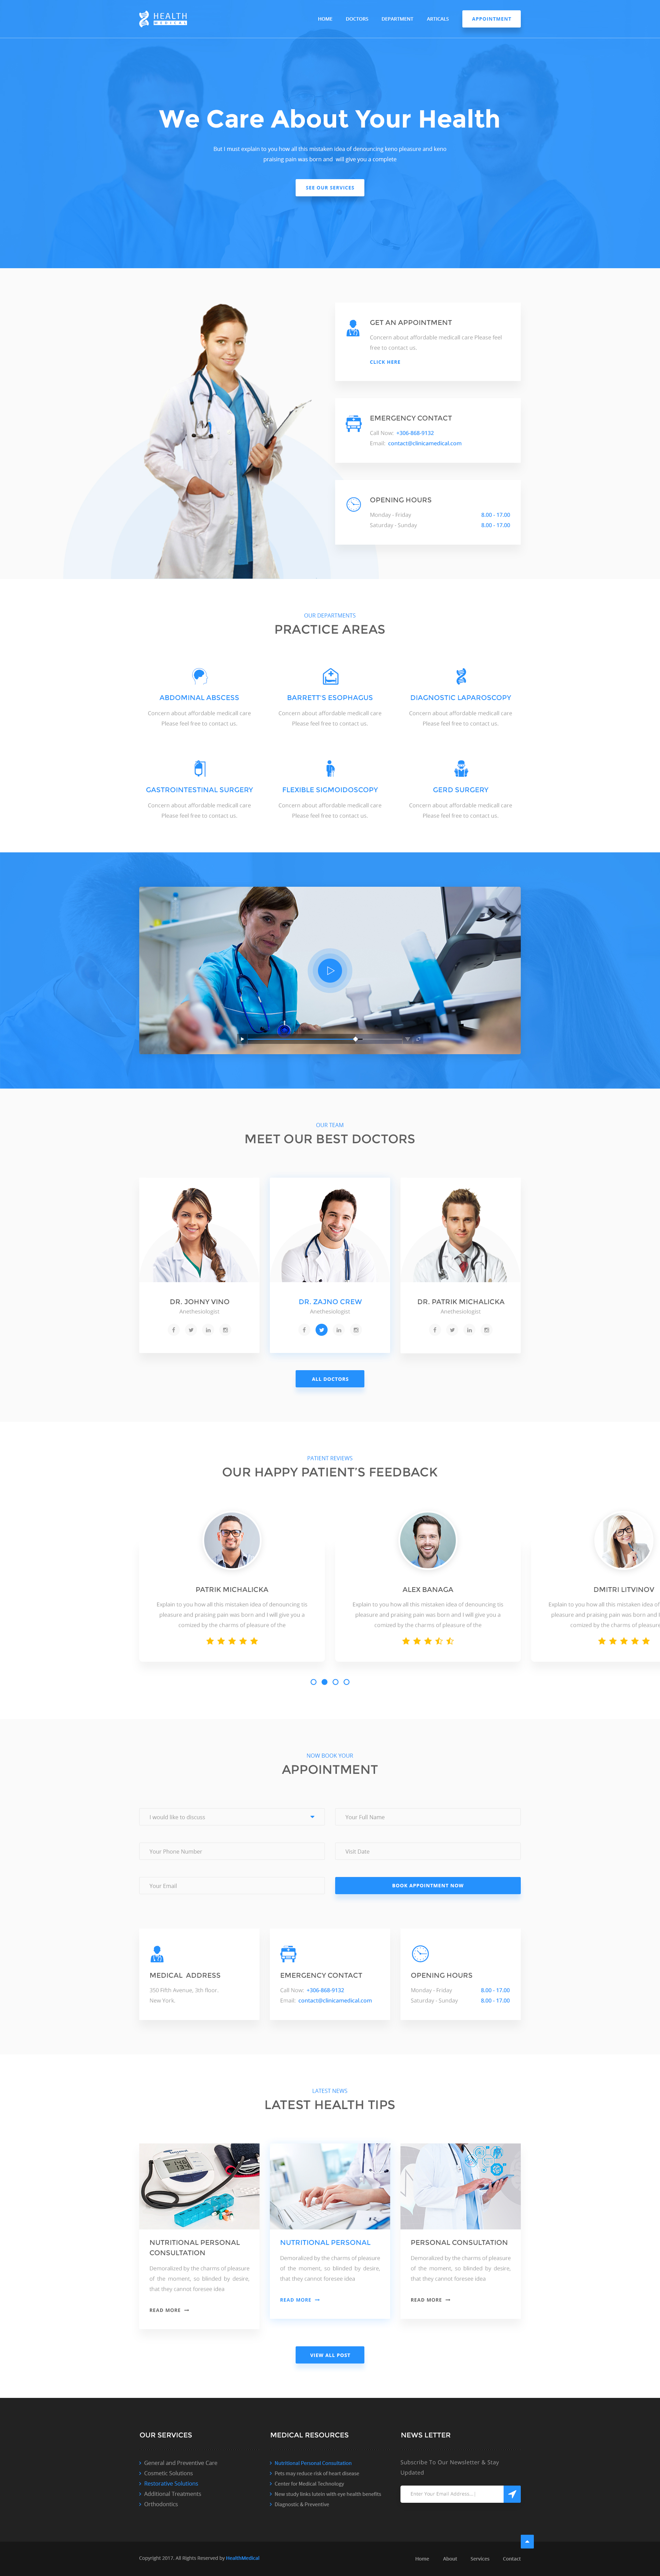 HEALTH
MEDICAL
HOME DOCTORS DEPARTMENT ARTICALS APPOINTMENT
We Care About Your Health
But I must explain to you how all this mistaken idea of denouncing keno pleasure and keno
praising pain was born and will give you a complete
SEE OUR SERVICES
GET AN APPOINTMENT
Concern about affordable medicall care Please feel
free to contact us.
CLICK HERE
EMERGENCY CONTACT
Call Now: +306-868-9132
Email: contact@clinicamedical.com
OPENING HOURS
Monday - Friday 8.00 - 17.00
Saturday - Sunday 8.00 - 17.00
OUR DEPARTMENTS
PRACTICE AREAS
ABDOMINAL ABSCESS
Concern about affordable medicall care
Please feel free to contact us.
BARRETT'S ESOPHAGUS
Concern about affordable medicall care
Please feel free to contact us.
DIAGNOSTIC LAPAROSCOPY
Concern about affordable medicall care
Please feel free to contact us.
GASTROINTESTINAL SURGERY
Concern about affordable medicall care
Please feel free to contact us.
FLEXIBLE SIGMOIDOSCOPY
Concern about affordable medicall care
Please feel free to contact us.
GERD SURGERY
Concern about affordable medicall care
Please feel free to contact us.
OUR TEAM
MEET OUR BEST DOCTORS
DR. JOHNY VINO
Anethesiologist
DR. ZAJNO CREW
Anethesiologist
DR. PATRIK MICHALICKA
Anethesiologist
ALL DOCTORS
PATIENT REVIEWS
OUR HAPPY PATIENT'S FEEDBACK
PATRIK MICHALICKA
Explain to you how all this mistaken idea of denouncing tis
pleasure and praising pain was born and I will give you a
comized by the charms of pleasure of the
ALEX BANAGA
Explain to you how all this mistaken idea of denouncing tis
pleasure and praising pain was born and I will give you a
comized by the charms of pleasure of the
DMITRI LITVINOV
Explain to you how all this mistaken idea of
pleasure and praising pain was born and I
comized by the charms of pleasure
NOW BOOK YOUR
APPOINTMENT
I would like to discuss
Your Full Name
Your Phone Number
Visit Date
Your Email
BOOK APPOINTMENT NOW
MEDICAL ADDRESS
350 Fifth Avenue, 3th floor.
New York.
EMERGENCY CONTACT
Call Now: +306-868-9132
Email: contact@clinicamedical.com
OPENING HOURS
Monday - Friday 8.00 - 17.00
Saturday - Sunday 8.00 - 17.00
LATEST NEWS
LATEST HEALTH TIPS
NUTRITIONAL PERSONAL
CONSULTATION
Demoralized by the charms of pleasure
of the moment, so blinded by desire,
that they cannot foresee idea
READ MORE
NUTRITIONAL PERSONAL
Demoralized by the charms of pleasure
of the moment, so blinded by desire,
that they cannot foresee idea
READ MORE
PERSONAL CONSULTATION
Demoralized by the charms of pleasure
of the moment, so blinded by desire,
that they cannot foresee idea
READ MORE
VIEW ALL POST
OUR SERVICES
General and Preventive Care
Cosmetic Solutions
Restorative Solutions
Additional Treatments
Orthodontics
MEDICAL RESOURCES
Nutritional Personal Consultation
Pets may reduce risk of heart disease
Center for Medical Technology
New study links lutein with eye health benefits
Diagnostic & Preventive
NEWS LETTER
Subscribe To Our Newsletter & Stay
Updated
Enter Your Email Address...
Copyright 2017, All Rights Reserved by HealthMedical
Home About Services Contact